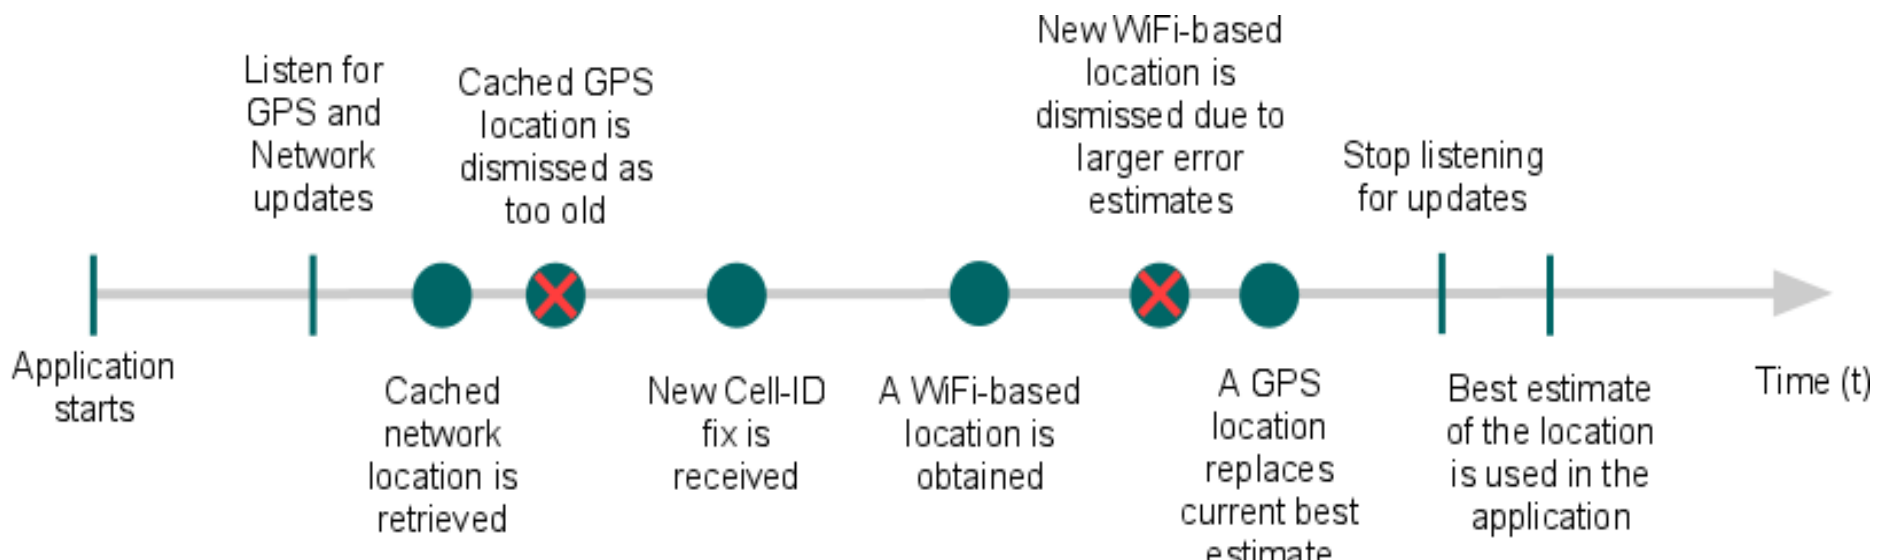 Application
starts
Listen for
GPS and
Network
updates
Cached
network
location is
retrieved
Cached GPS
location is
dismissed as
too old
New Cell-ID
fix is
received
A WiFi-based
location is
obtained
New WiFi-based
location is
dismissed due to
larger error
estimates
A GPS
location
replaces
current best
estimate
Stop listening
for updates
Best estimate
of the location
is used in the
application
Time (t)